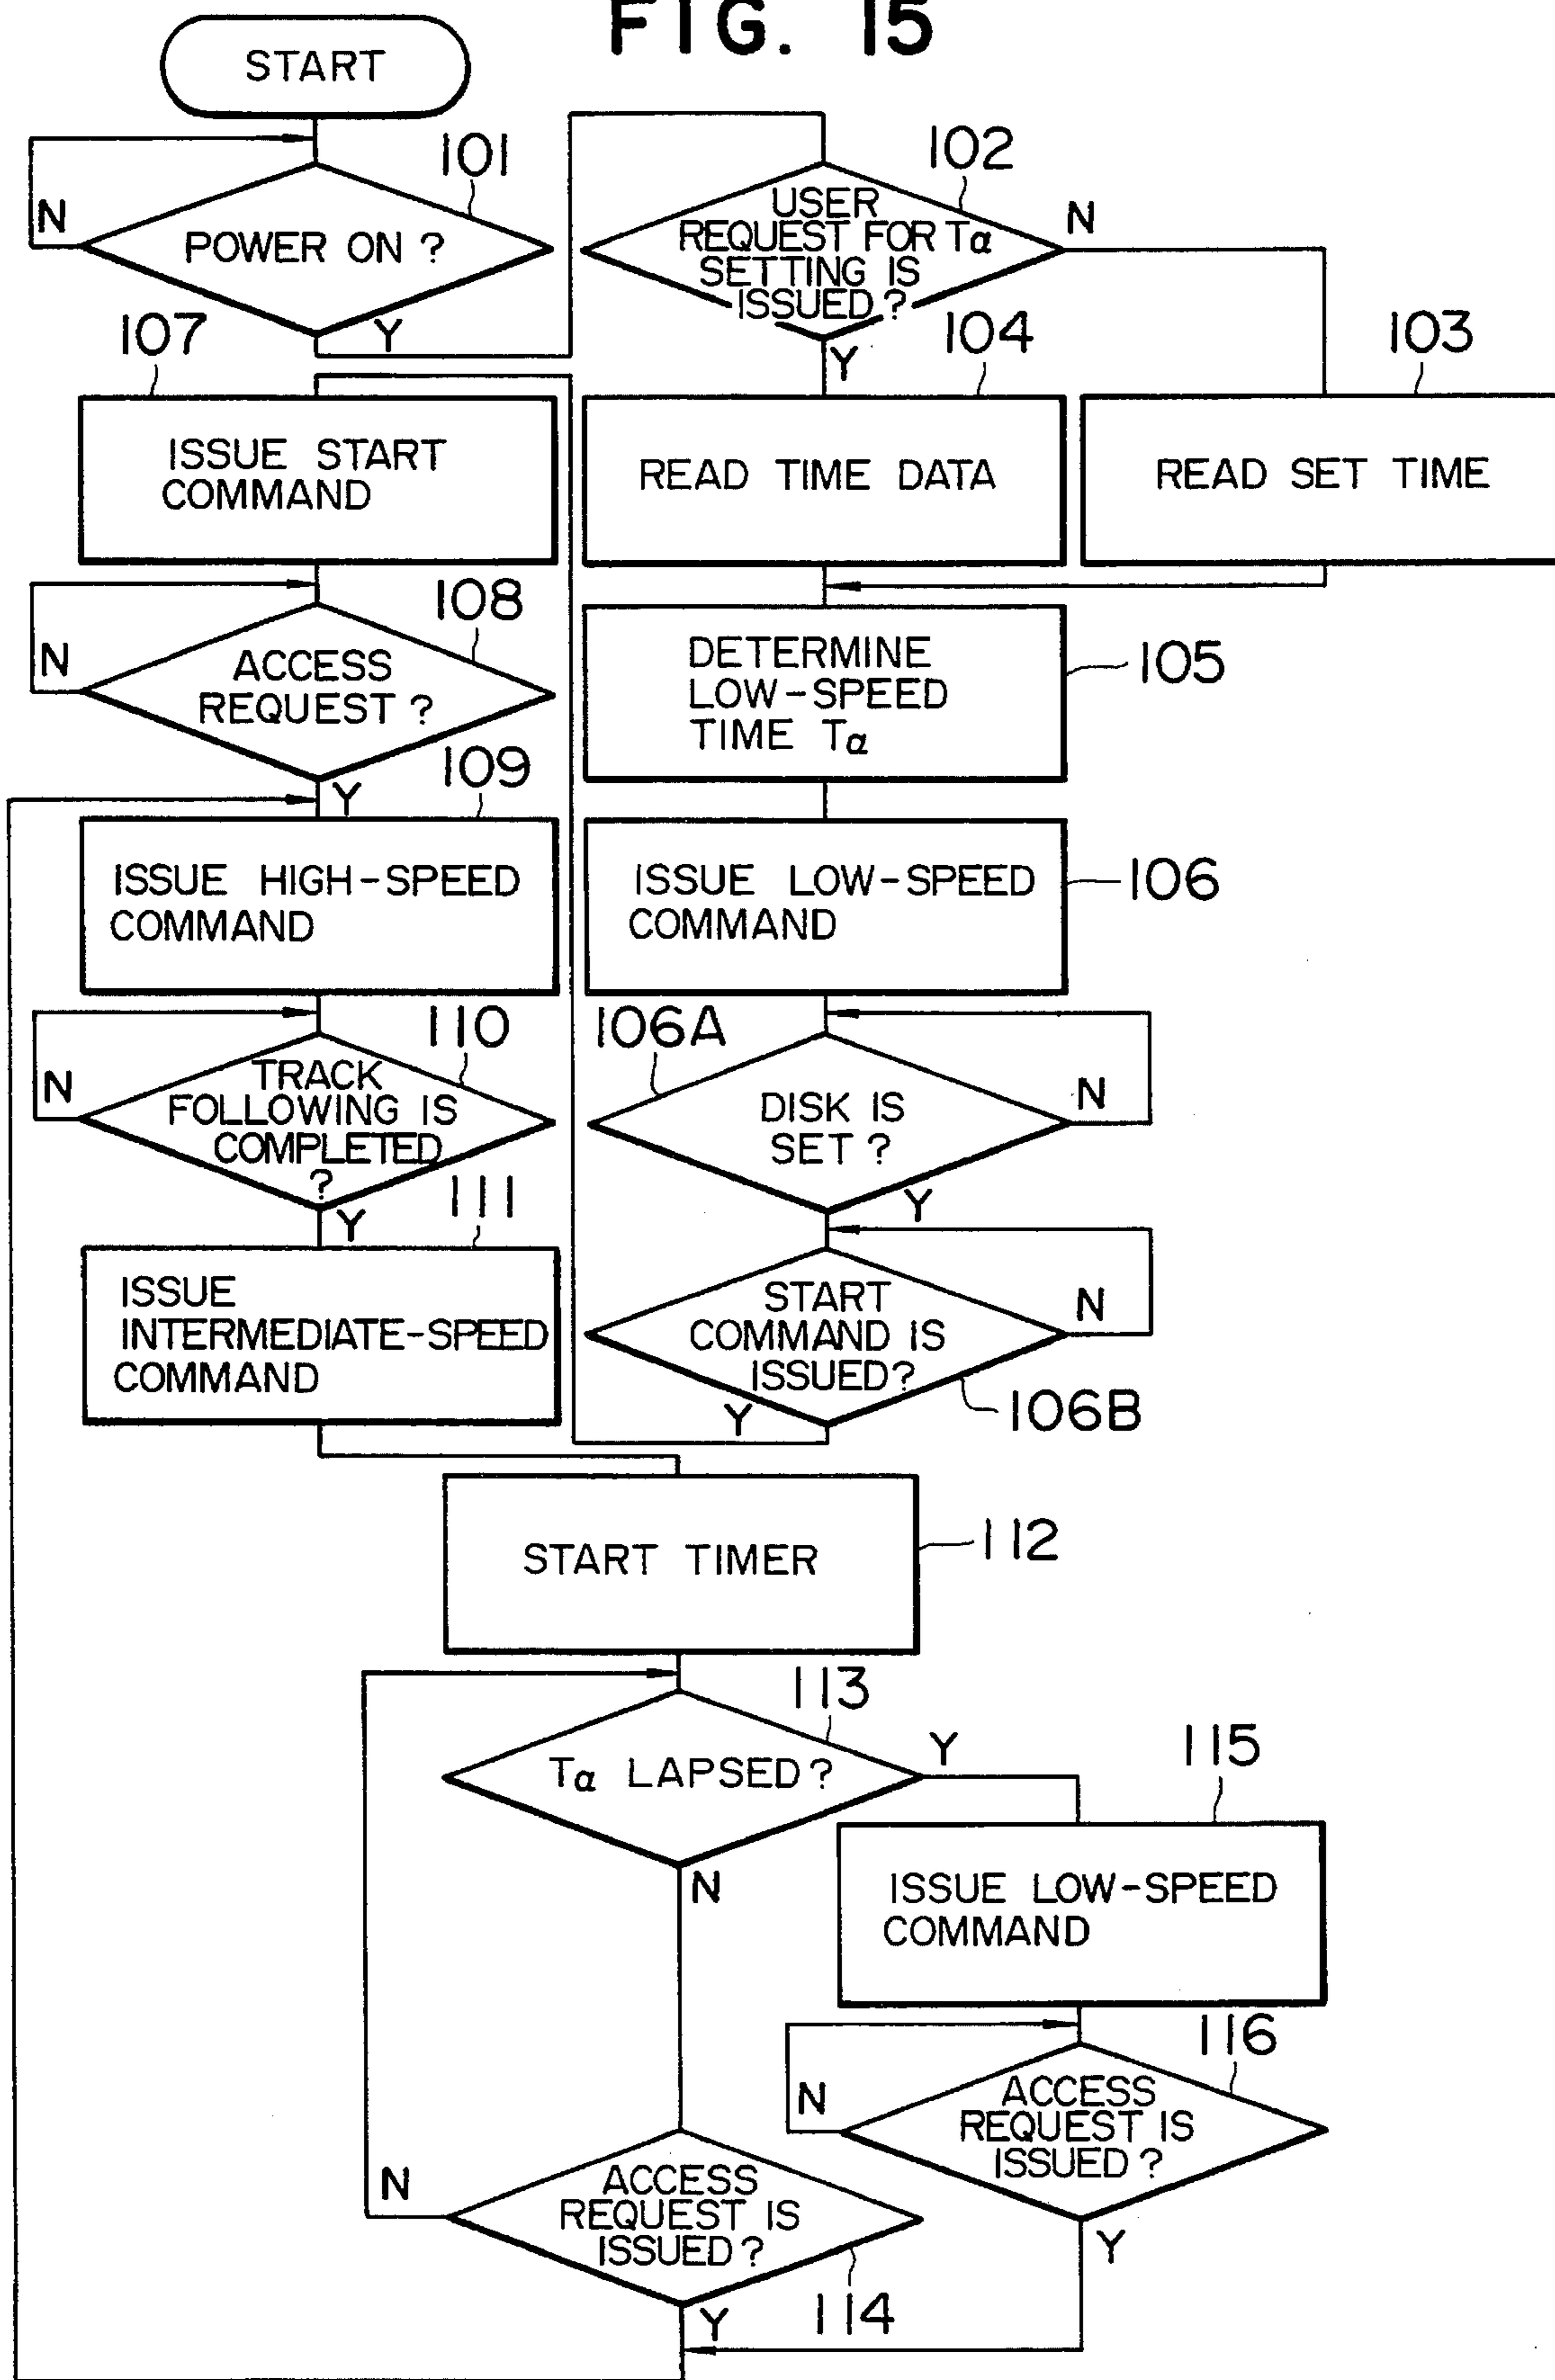 FIG. 15
START
101
N
POWER ON ?
Y
102
USER
REQUEST FOR Tα
SETTING IS
ISSUED ?
N
Y
104
READ TIME DATA
103
READ SET TIME
105
DETERMINE
LOW-SPEED
TIME Tα
106
ISSUE LOW-SPEED
COMMAND
106A
DISK IS
SET ?
N
Y
START
COMMAND IS
ISSUED?
N
Y
106B
107
ISSUE START
COMMAND
108
N
ACCESS
REQUEST ?
Y
109
ISSUE HIGH-SPEED
COMMAND
110
N
TRACK
FOLLOWING IS
COMPLETED
?
Y
111
ISSUE
INTERMEDIATE-SPEED
COMMAND
START TIMER
112
113
Tα LAPSED ?
Y
N
115
ISSUE LOW-SPEED
COMMAND
116
N
ACCESS
REQUEST IS
ISSUED ?
Y
N
ACCESS
REQUEST IS
ISSUED ?
Y
114